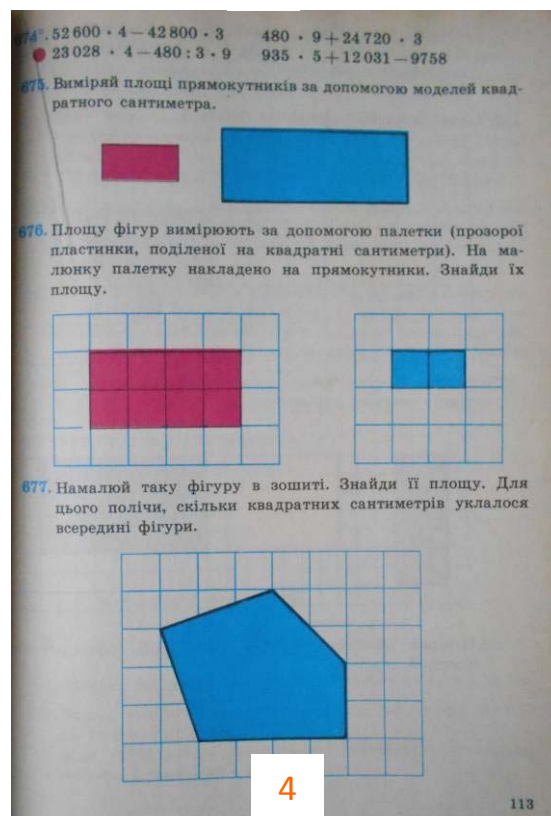 674°. 52 600 · 4 − 42 800 · 3 480 · 9 + 24 720 · 3
23 028 · 4 − 480 : 3 · 9 935 · 5 + 12 031 − 9758
675. Виміряй площі прямокутників за допомогою моделей квад-
ратного сантиметра.
676. Площу фігур вимірюють за допомогою палетки (прозорої
пластинки, поділеної на квадратні сантиметри). На ма-
люнку палетку накладено на прямокутники. Знайди їх
площу.
677. Намалюй таку фігуру в зошиті. Знайди її площу. Для
цього полічи, скільки квадратних сантиметрів уклалося
всередині фігури.
4
113